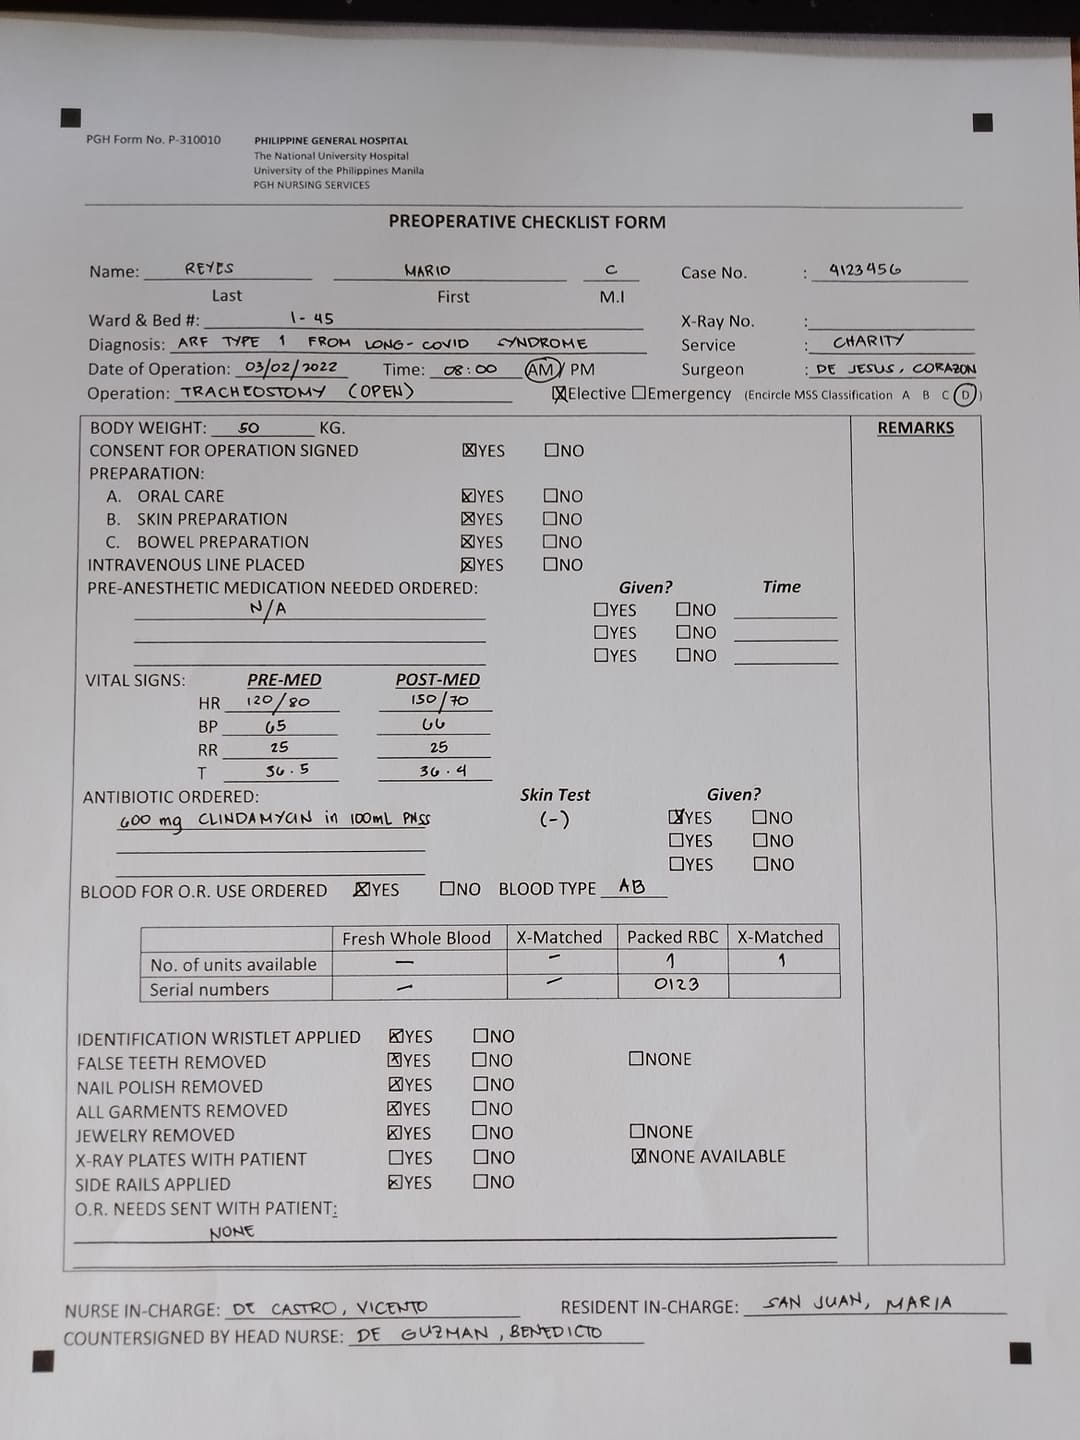 PGH Form No. P-310010 PHILIPPINE GENERAL HOSPITAL
The National University Hospital
University of the Philippines Manila
PGH NURSING SERVICES
PREOPERATIVE CHECKLIST FORM
Name: REYES MARIO C Case No. : 4123456
Last First M.I
Ward & Bed #: 1-45 X-Ray No. :
Diagnosis: ARF TYPE 1 FROM LONG-COVID SYNDROME Service : CHARITY
Date of Operation: 03/02/2022 Time: 08:00 AM / PM Surgeon : DE JESUS, CORAZON
Operation: TRACHEOSTOMY (OPEN) ☒Elective ☐Emergency (Encircle MSS Classification A B C D)
BODY WEIGHT: 50 KG. REMARKS
CONSENT FOR OPERATION SIGNED ☒YES ☐NO
PREPARATION:
A. ORAL CARE ☒YES ☐NO
B. SKIN PREPARATION ☒YES ☐NO
C. BOWEL PREPARATION ☒YES ☐NO
INTRAVENOUS LINE PLACED ☒YES ☐NO
PRE-ANESTHETIC MEDICATION NEEDED ORDERED: Given? Time
N/A ☐YES ☐NO
☐YES ☐NO
☐YES ☐NO
VITAL SIGNS: PRE-MED POST-MED
HR 120/80 150/70
BP 65 66
RR 25 25
T 36.5 36.4
ANTIBIOTIC ORDERED: Skin Test Given?
600 mg CLINDAMYCIN in 100mL PNSS (-) ☒YES ☐NO
☐YES ☐NO
☐YES ☐NO
BLOOD FOR O.R. USE ORDERED ☒YES ☐NO BLOOD TYPE AB
Fresh Whole Blood X-Matched Packed RBC X-Matched
No. of units available – – 1 1
Serial numbers – – 0123
IDENTIFICATION WRISTLET APPLIED ☒YES ☐NO
FALSE TEETH REMOVED ☒YES ☐NO ☐NONE
NAIL POLISH REMOVED ☒YES ☐NO
ALL GARMENTS REMOVED ☒YES ☐NO
JEWELRY REMOVED ☒YES ☐NO ☐NONE
X-RAY PLATES WITH PATIENT ☐YES ☐NO ☒NONE AVAILABLE
SIDE RAILS APPLIED ☒YES ☐NO
O.R. NEEDS SENT WITH PATIENT:
NONE
NURSE IN-CHARGE: DE CASTRO, VICENTO RESIDENT IN-CHARGE: SAN JUAN, MARIA
COUNTERSIGNED BY HEAD NURSE: DE GUZMAN, BENEDICTO